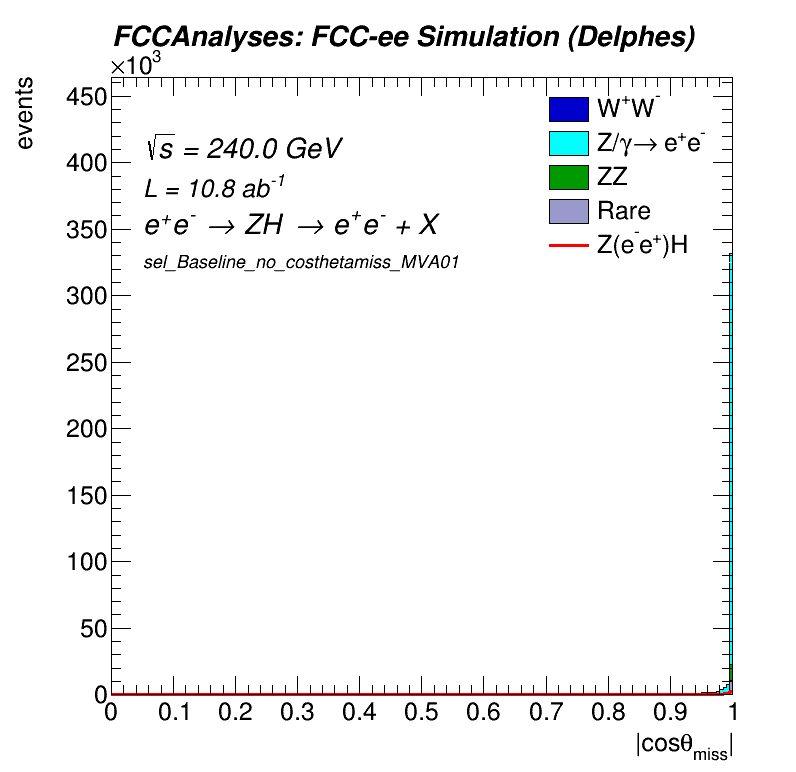 FCCAnalyses: FCC-ee Simulation (Delphes)
×10³
events
√s = 240.0 GeV
L = 10.8 ab⁻¹
e⁺e⁻ → ZH → e⁺e⁻ + X
sel_Baseline_no_costhetamiss_MVA01
W⁺W⁻
Z/γ→ e⁺e⁻
ZZ
Rare
Z(e⁻e⁺)H
450
400
350
300
250
200
150
100
50
0
0 0.1 0.2 0.3 0.4 0.5 0.6 0.7 0.8 0.9 1
|cosθ_miss|